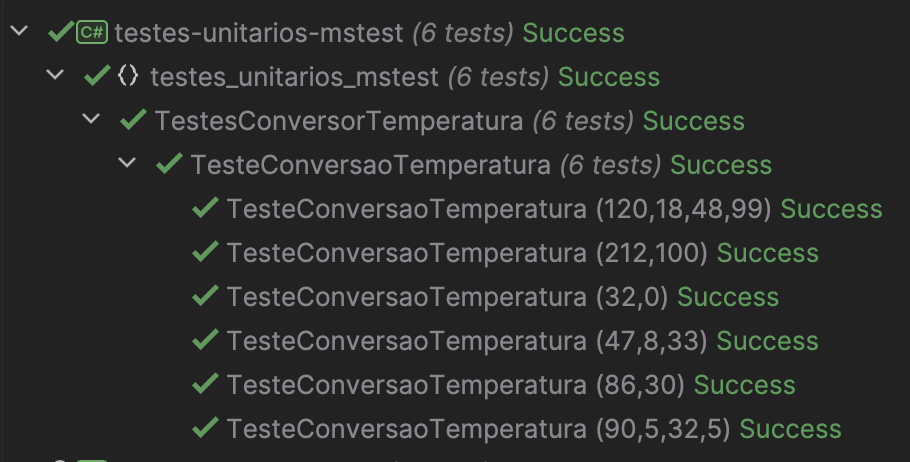 C# testes-unitarios-mstest (6 tests) Success
{} testes_unitarios_mstest (6 tests) Success
TestesConversorTemperatura (6 tests) Success
TesteConversaoTemperatura (6 tests) Success
TesteConversaoTemperatura (120,18,48,99) Success
TesteConversaoTemperatura (212,100) Success
TesteConversaoTemperatura (32,0) Success
TesteConversaoTemperatura (47,8,33) Success
TesteConversaoTemperatura (86,30) Success
TesteConversaoTemperatura (90,5,32,5) Success